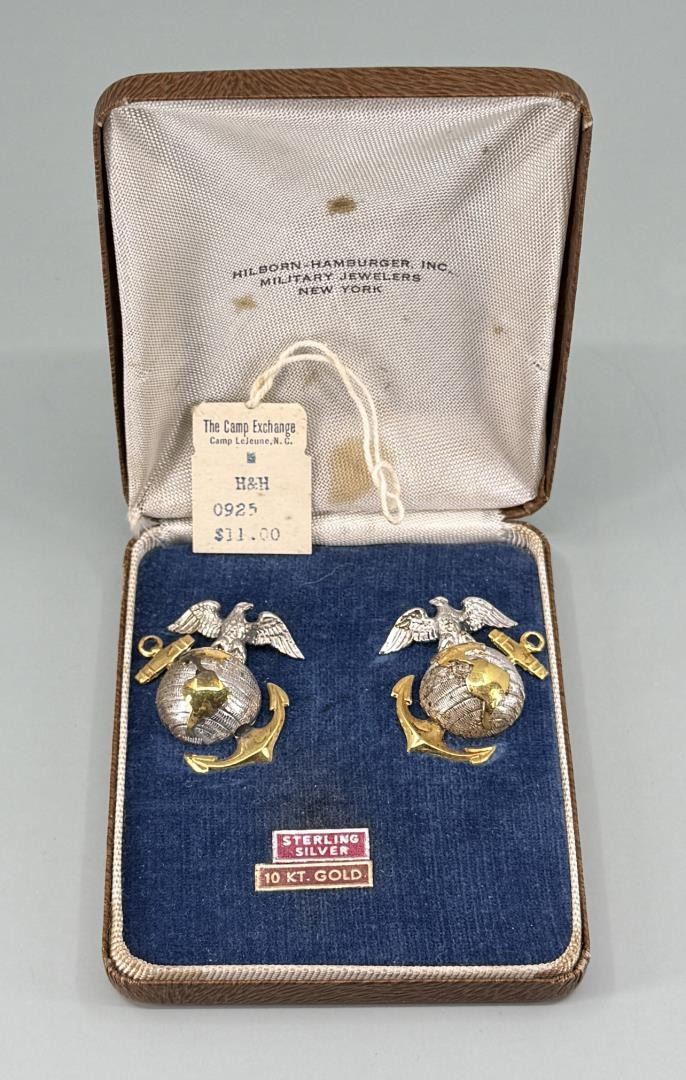 HILBORN-HAMBURGER, INC.
MILITARY JEWELERS
NEW YORK
The Camp Exchange
Camp LeJeune, N.C.
H&H
0925
$11.00
STERLING
SILVER
10 KT. GOLD